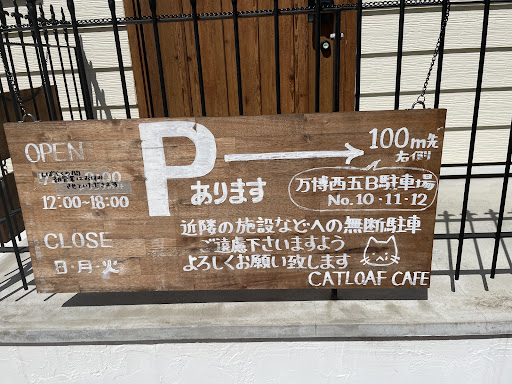 OPEN
12:00-18:00
CLOSE
日・月・火
P
あります
100m先
右側
万博西五B駐車場
No.10・11・12
近隣の施設などへの無断駐車
ご遠慮下さいますよう
よろしくお願い致します
CATLOAF CAFE